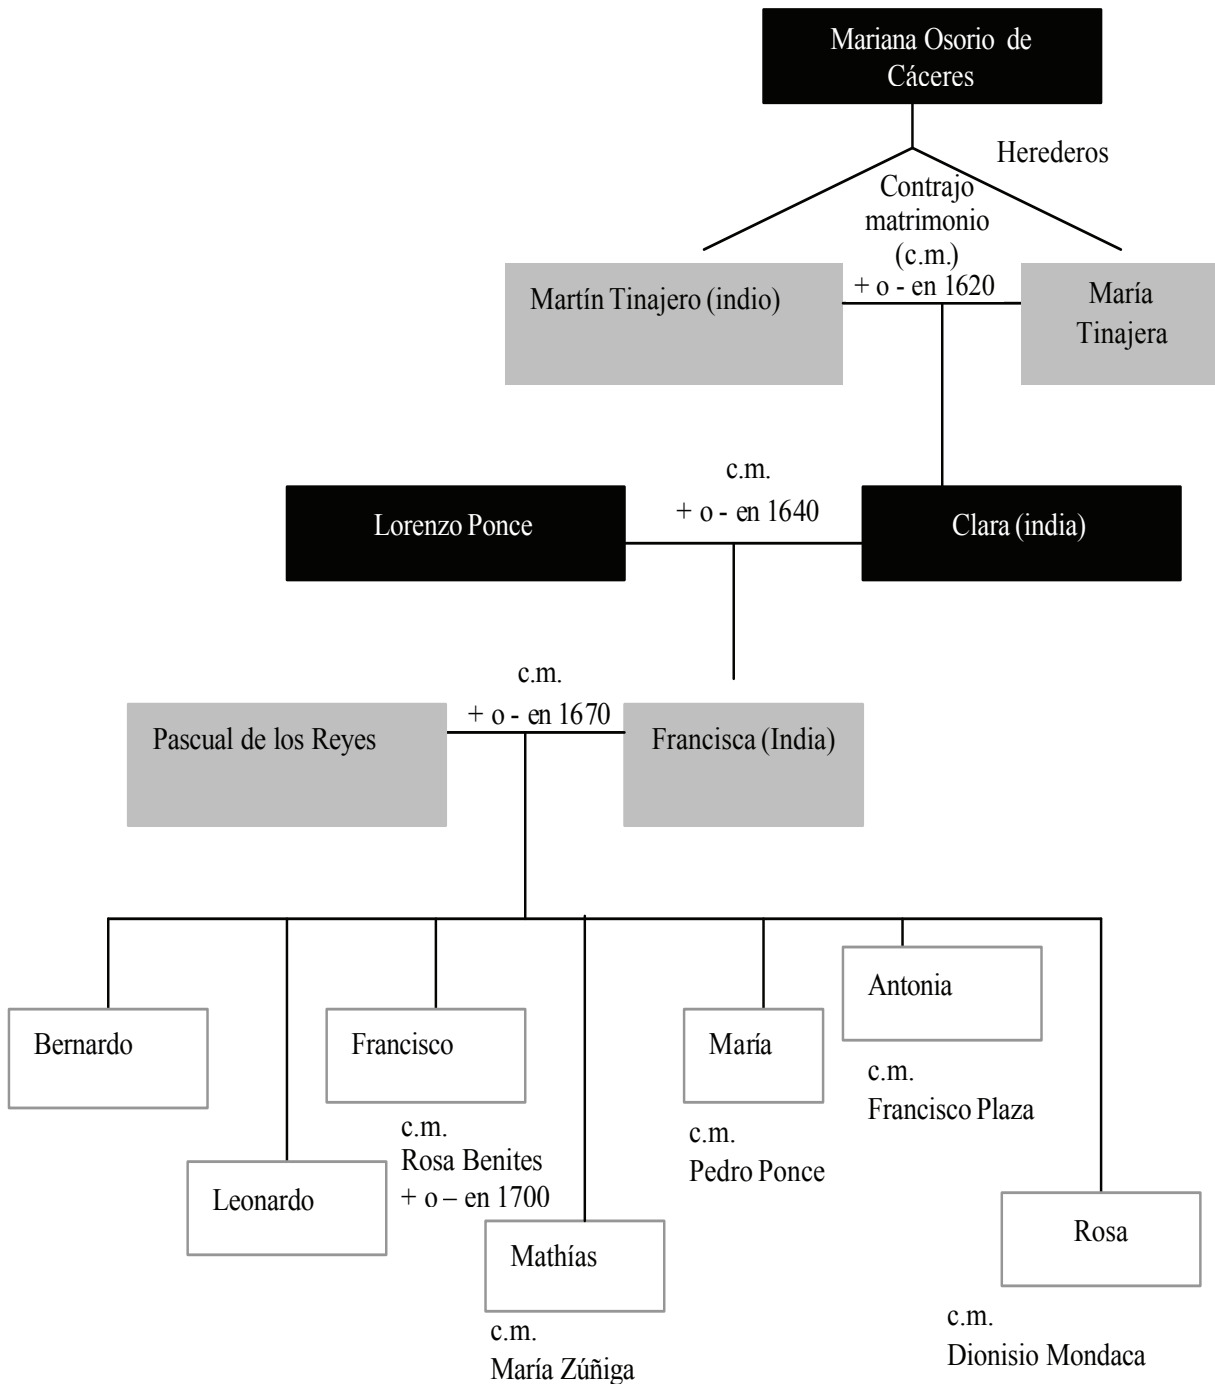 Mariana Osorio de
Cáceres
Herederos
Contrajo
matrimonio
(c.m.)
+ o - en 1620
Martín Tinajero (indio)
María
Tinajera
c.m.
+ o - en 1640
Lorenzo Ponce
Clara (india)
c.m.
+ o - en 1670
Pascual de los Reyes
Francisca (India)
Bernardo
Leonardo
Francisco
c.m.
Rosa Benites
+ o – en 1700
Mathías
c.m.
María Zúñiga
María
c.m.
Pedro Ponce
Antonia
c.m.
Francisco Plaza
Rosa
c.m.
Dionisio Mondaca